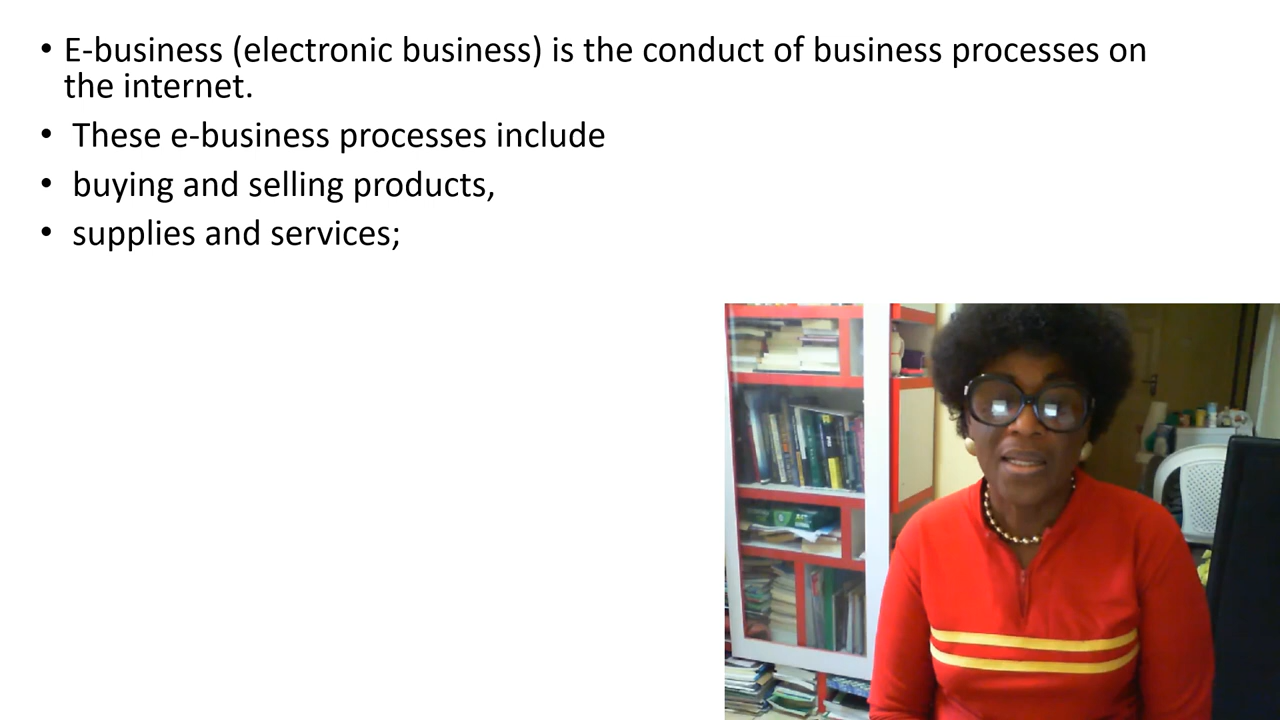 • E-business (electronic business) is the conduct of business processes on
the internet.
• These e-business processes include
• buying and selling products,
• supplies and services;